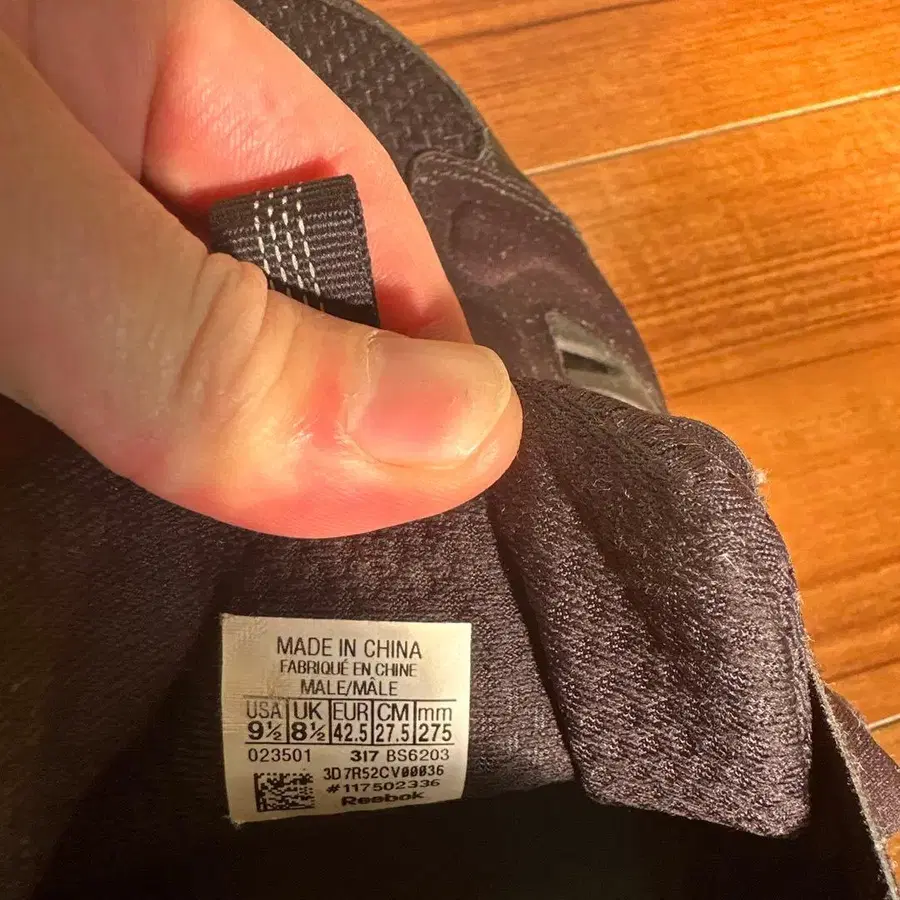 MADE IN CHINA
FABRIQUÉ EN CHINE
MALE/MÂLE
USA UK EUR CM mm
9½ 8½ 42.5 27.5 275
023501 317 BS6203
3D7R52CV00036
#117502336
Reebok